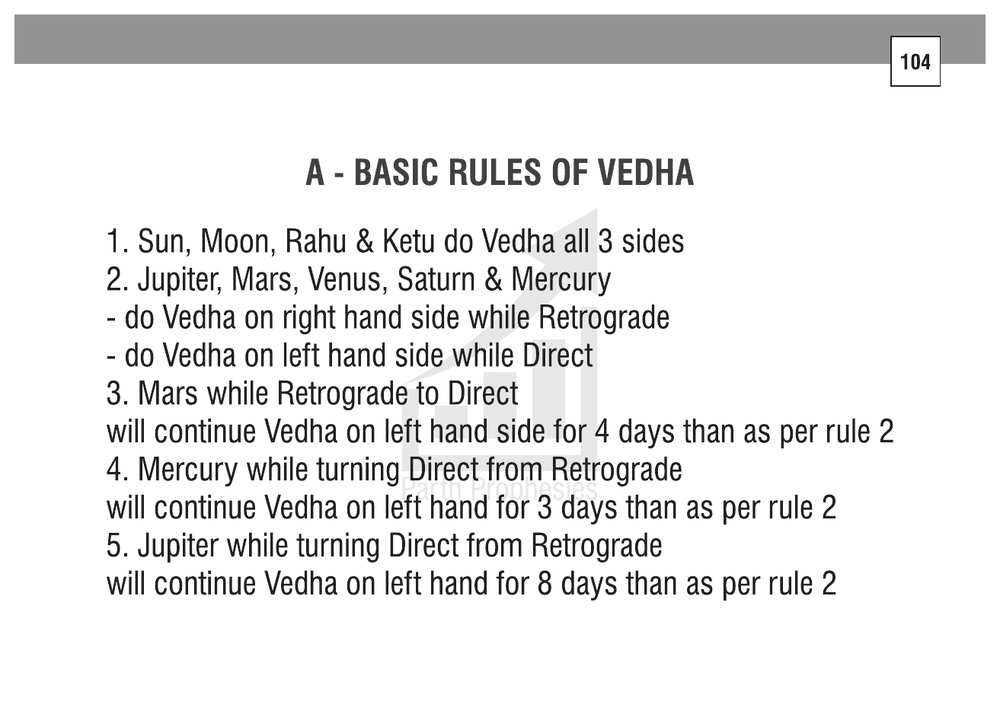 104
A - BASIC RULES OF VEDHA
1. Sun, Moon, Rahu & Ketu do Vedha all 3 sides
2. Jupiter, Mars, Venus, Saturn & Mercury
- do Vedha on right hand side while Retrograde
- do Vedha on left hand side while Direct
3. Mars while Retrograde to Direct
will continue Vedha on left hand side for 4 days than as per rule 2
4. Mercury while turning Direct from Retrograde
Parth Prophesies
will continue Vedha on left hand for 3 days than as per rule 2
5. Jupiter while turning Direct from Retrograde
will continue Vedha on left hand for 8 days than as per rule 2